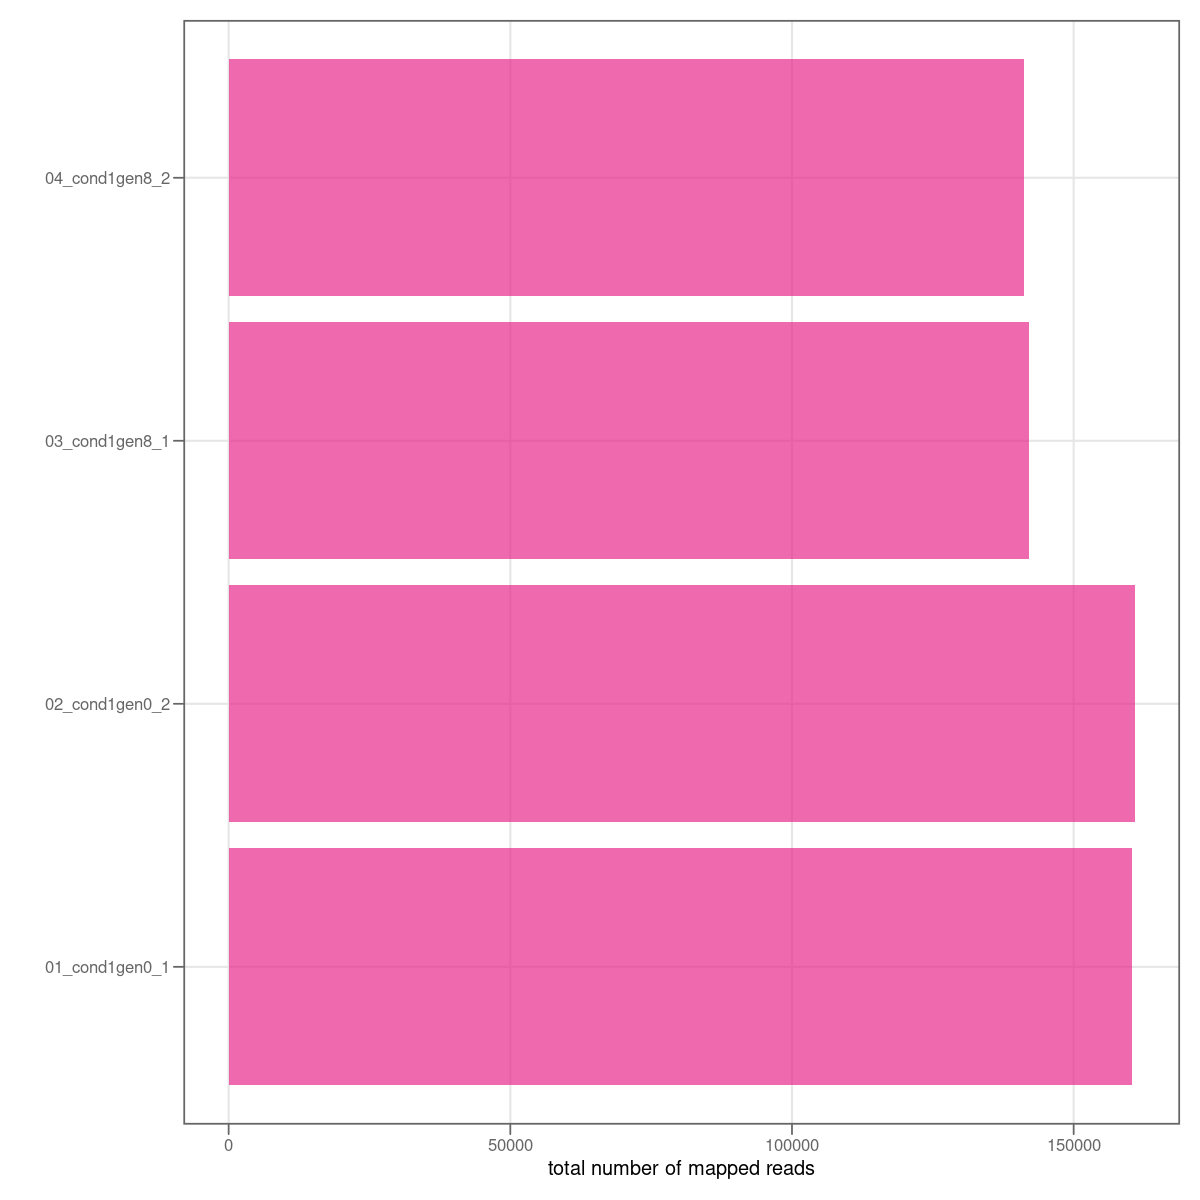 04_cond1gen8_2
03_cond1gen8_1
02_cond1gen0_2
01_cond1gen0_1
0 50000 100000 150000
total number of mapped reads